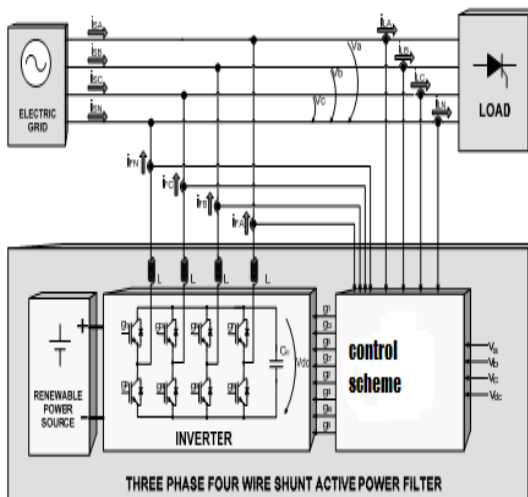 iSA
iSB
iSC
iSN
ELECTRIC
GRID
Va
Vb
Vc
iLA
iLB
iLC
iLN
LOAD
iFN
iFC
iFB
iFA
L
L
L
L
RENEWABLE
POWER
SOURCE
+
Vdc
INVERTER
control
scheme
Va
Vb
Vc
Vdc
THREE PHASE FOUR WIRE SHUNT ACTIVE POWER FILTER